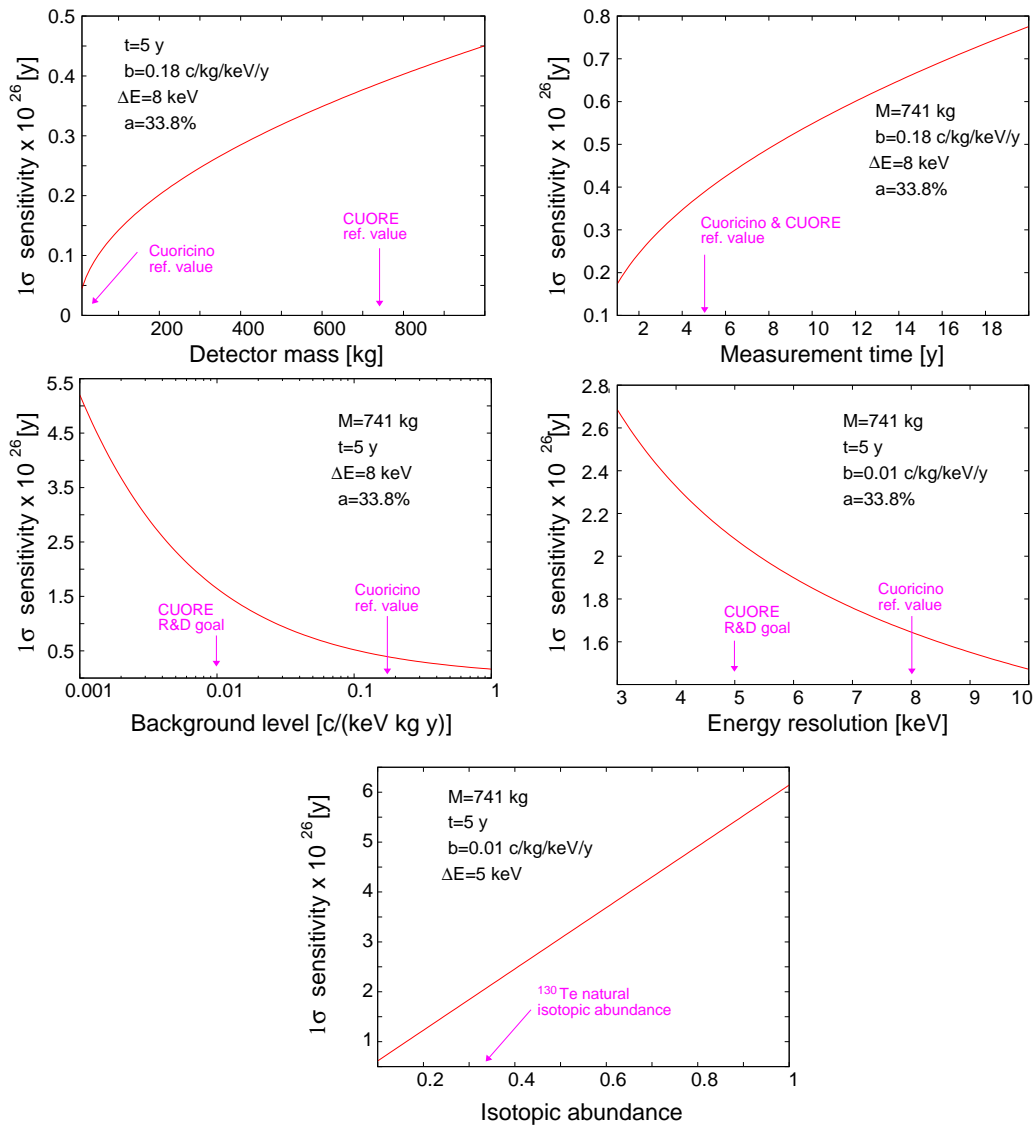 1σ sensitivity x 10^26 [y]
0.5
0.4
0.3
0.2
0.1
0
t=5 y
b=0.18 c/kg/keV/y
ΔE=8 keV
a=33.8%
Cuoricino
ref. value
CUORE
ref. value
200 400 600 800
Detector mass [kg]
1σ sensitivity x 10^26 [y]
0.8
0.7
0.6
0.5
0.4
0.3
0.2
0.1
M=741 kg
b=0.18 c/kg/keV/y
ΔE=8 keV
a=33.8%
Cuoricino & CUORE
ref. value
2 4 6 8 10 12 14 16 18
Measurement time [y]
1σ sensitivity x 10^26 [y]
5.5
4.5
3.5
2.5
1.5
0.5
M=741 kg
t=5 y
ΔE=8 keV
a=33.8%
CUORE
R&D goal
Cuoricino
ref. value
0.001 0.01 0.1 1
Background level [c/(keV kg y)]
1σ sensitivity x 10^26 [y]
2.8
2.6
2.4
2.2
2
1.8
1.6
M=741 kg
t=5 y
b=0.01 c/kg/keV/y
a=33.8%
CUORE
R&D goal
Cuoricino
ref. value
3 4 5 6 7 8 9 10
Energy resolution [keV]
1σ sensitivity x 10^26 [y]
6
5
4
3
2
1
M=741 kg
t=5 y
b=0.01 c/kg/keV/y
ΔE=5 keV
130Te natural
isotopic abundance
0.2 0.4 0.6 0.8 1
Isotopic abundance